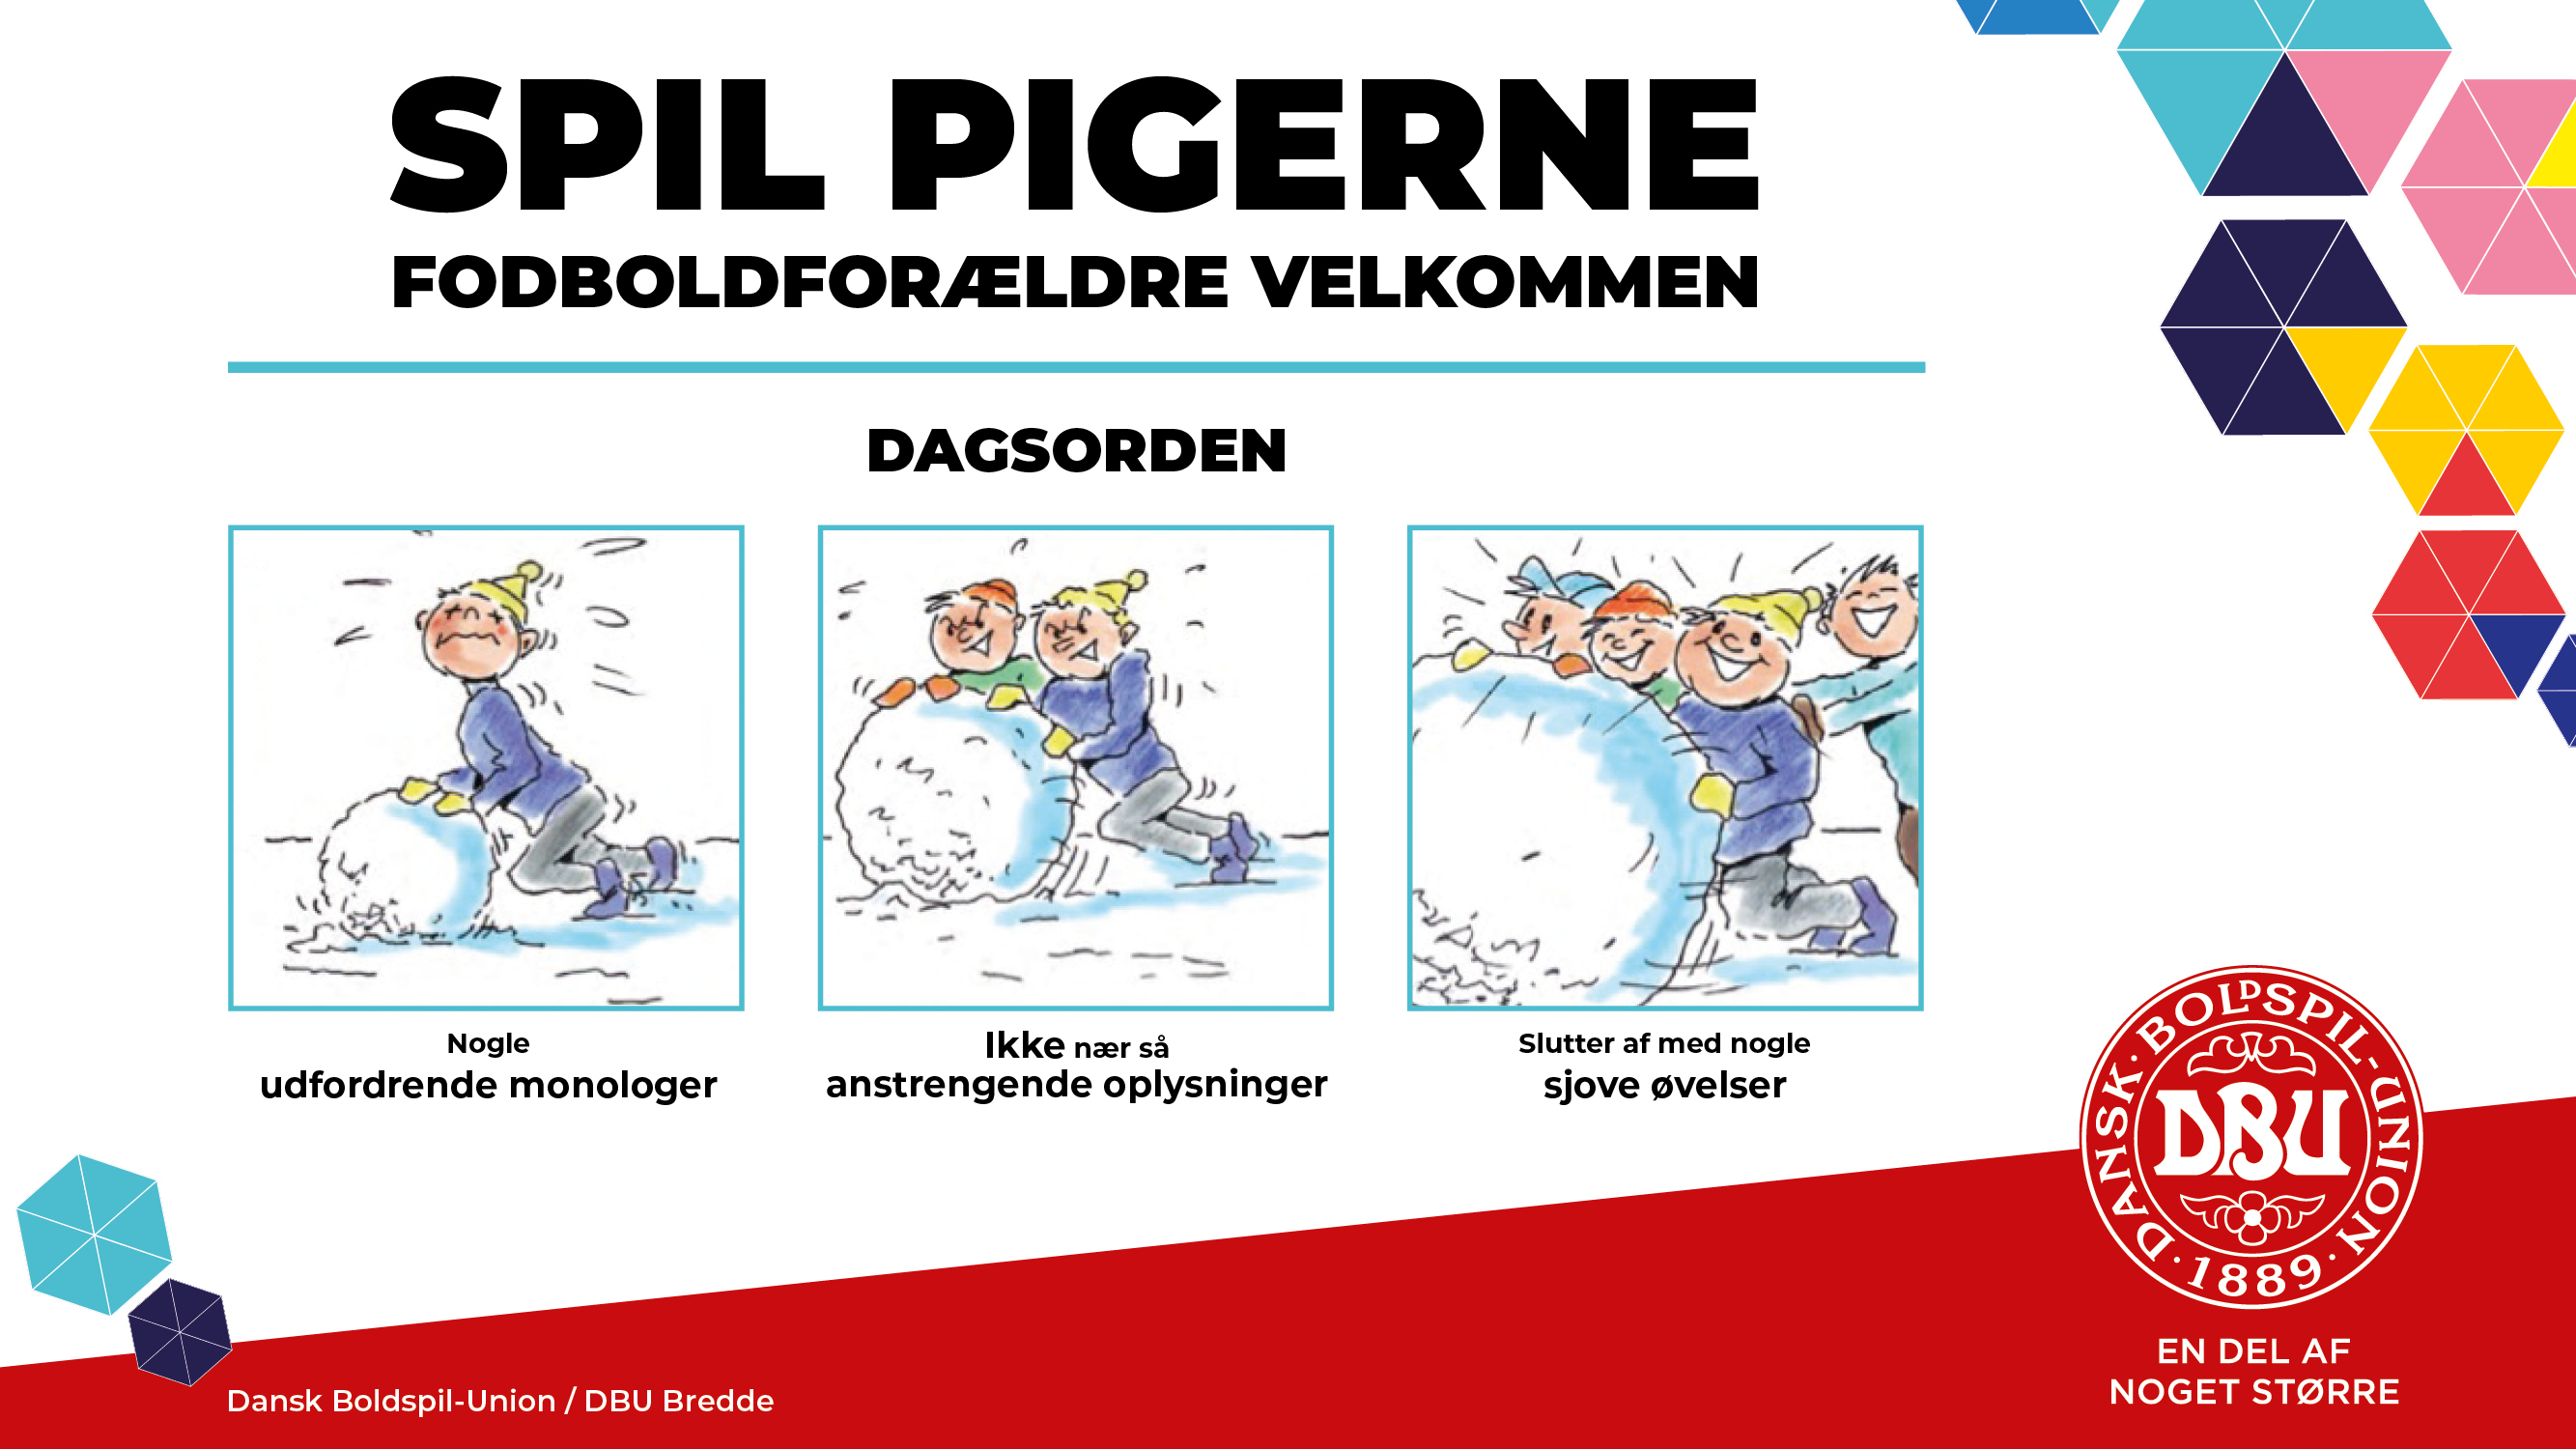 SPIL PIGERNE
FODBOLDFORÆLDRE VELKOMMEN
DAGSORDEN
Nogle
udfordrende monologer
Ikke nær så
anstrengende oplysninger
Slutter af med nogle
sjove øvelser
DANSK · BOLDSPIL-UNION · 1889 ·
DBU
EN DEL AF
NOGET STØRRE
Dansk Boldspil-Union / DBU Bredde